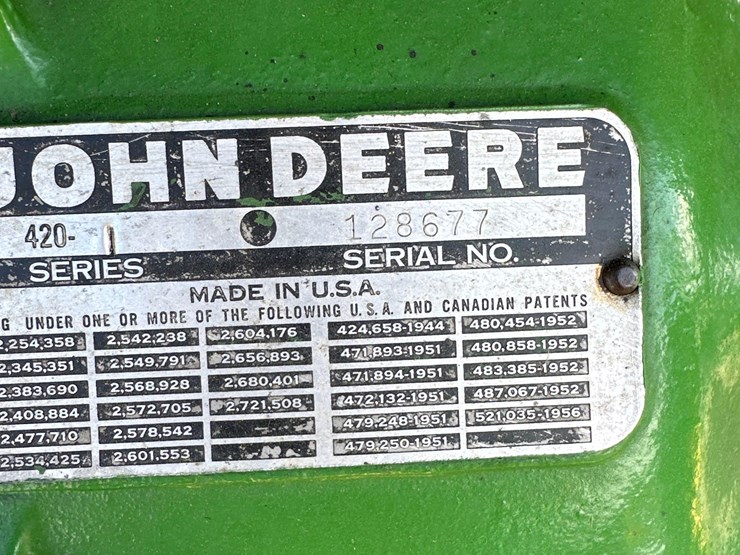 JOHN DEERE
420- I 128677
SERIES SERIAL NO.
MADE IN U.S.A.
G UNDER ONE OR MORE OF THE FOLLOWING U.S.A. AND CANADIAN PATENTS
2,254,358 2,542,238 2,604,176 424,658-1944 480,454-1952
2,345,351 2,549,791 2,656,893 471,893-1951 480,858-1952
2,383,690 2,568,928 2,680,401 471,894-1951 483,385-1952
2,408,884 2,572,705 2,721,508 472,132-1951 487,067-1952
2,477,710 2,578,542 479,248-1951 521,035-1956
2,534,425 2,601,553 479,250-1951